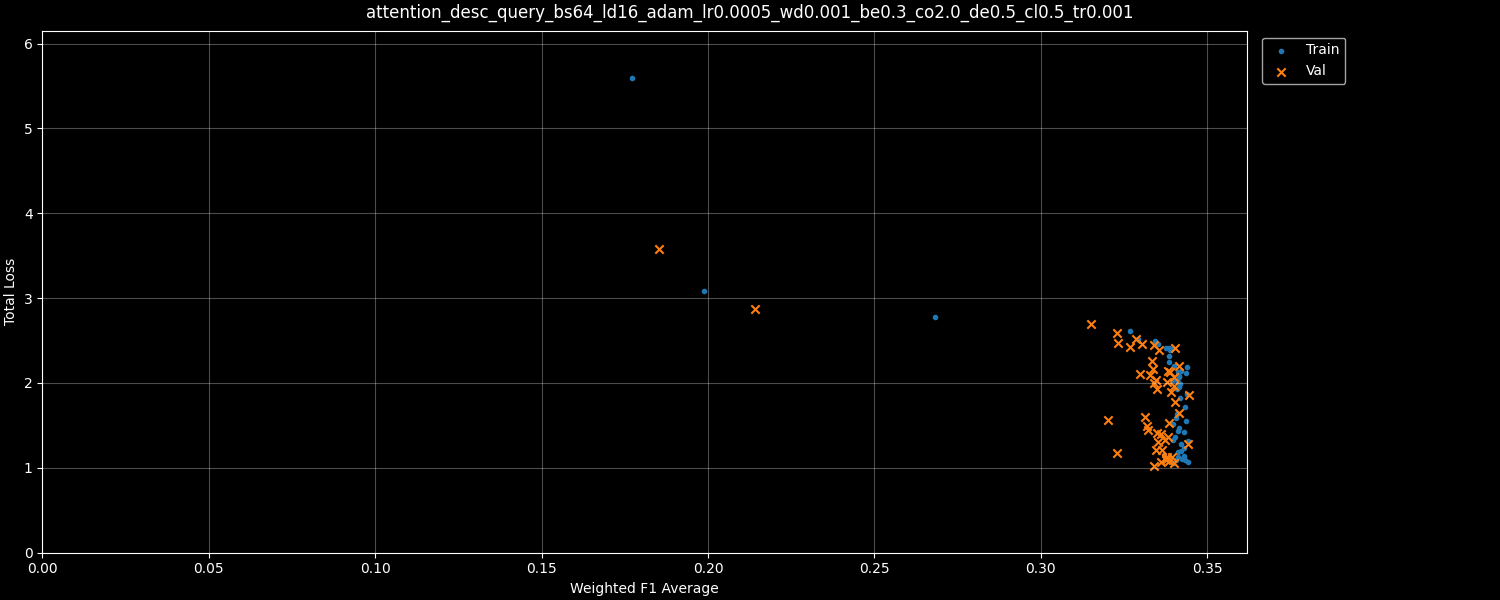 attention_desc_query_bs64_ld16_adam_lr0.0005_wd0.001_be0.3_co2.0_de0.5_cl0.5_tr0.001
Train
Val
6
5
4
3
2
1
0
Total Loss
0.00 0.05 0.10 0.15 0.20 0.25 0.30 0.35
Weighted F1 Average